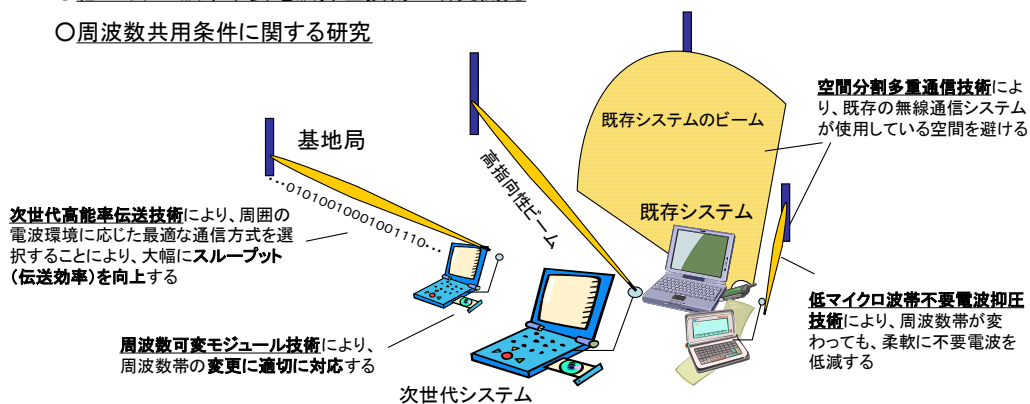 ○周波数共用条件に関する研究
空間分割多重通信技術によ
り、既存の無線通信システム
が使用している空間を避ける
既存システムのビーム
基地局
高指向性ビーム
…01010010001001110…
既存システム
次世代高能率伝送技術により、周囲の
電波環境に応じた最適な通信方式を選
択することにより、大幅にスループット
(伝送効率)を向上する
低マイクロ波帯不要電波抑圧
技術により、周波数帯が変
わっても、柔軟に不要電波を
低減する
周波数可変モジュール技術により、
周波数帯の変更に適切に対応する
次世代システム